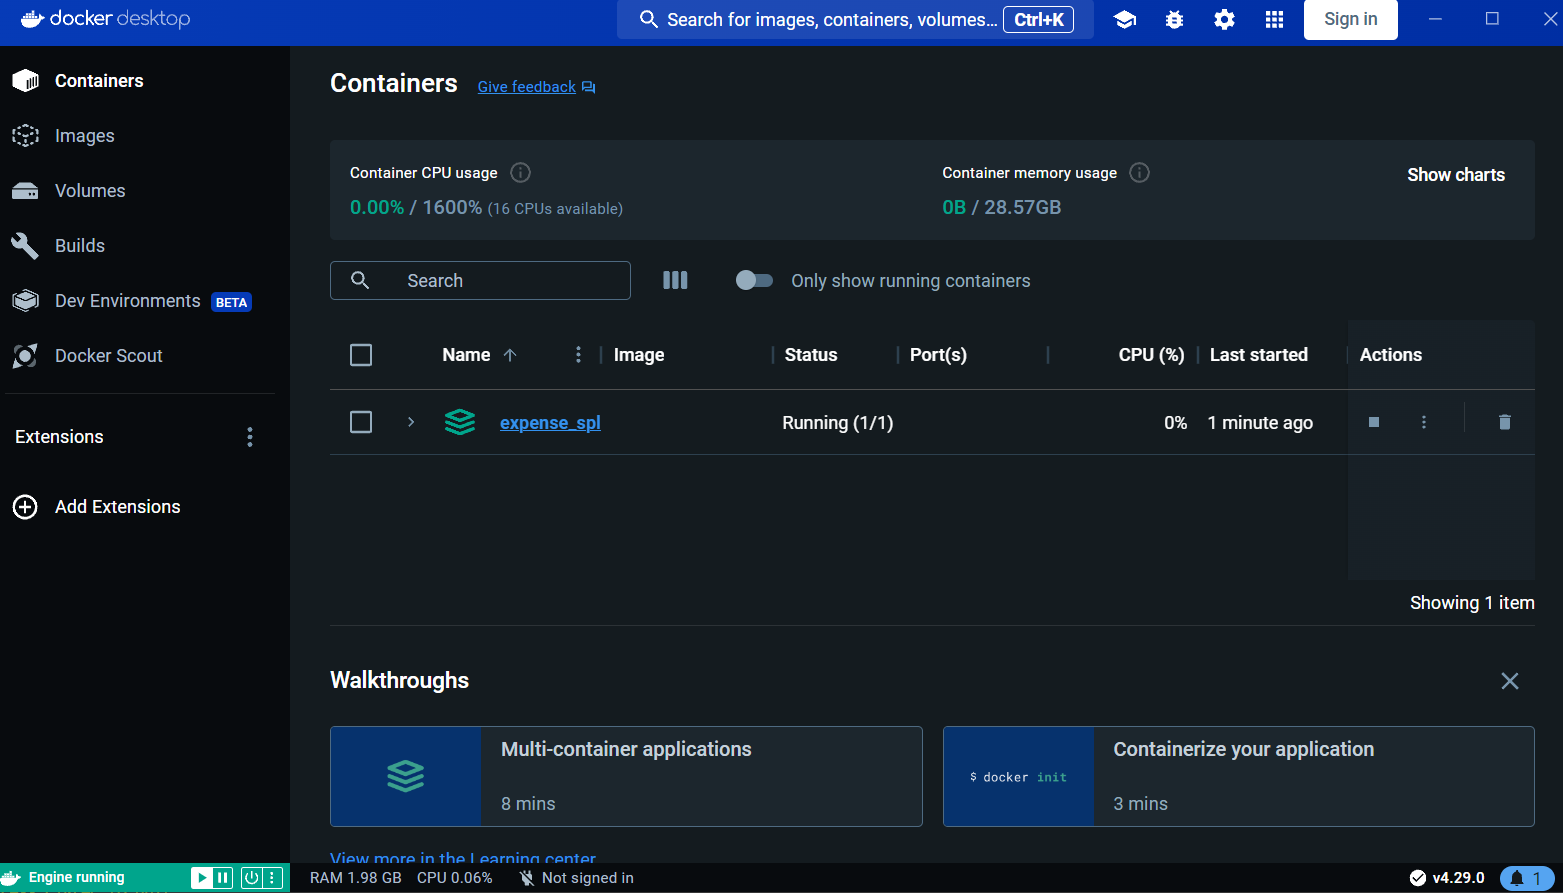 docker desktop
Search for images, containers, volumes... Ctrl+K
Sign in
Containers
Images
Volumes
Builds
Dev Environments BETA
Docker Scout
Extensions
Add Extensions
Containers Give feedback
Container CPU usage
0.00% / 1600% (16 CPUs available)
Container memory usage
0B / 28.57GB
Show charts
Search
Only show running containers
Name Image Status Port(s) CPU (%) Last started Actions
expense_spl Running (1/1) 0% 1 minute ago
Showing 1 item
Walkthroughs
Multi-container applications
8 mins
$ docker init
Containerize your application
3 mins
View more in the Learning center
Engine running
RAM 1.98 GB CPU 0.06% Not signed in
v4.29.0
1